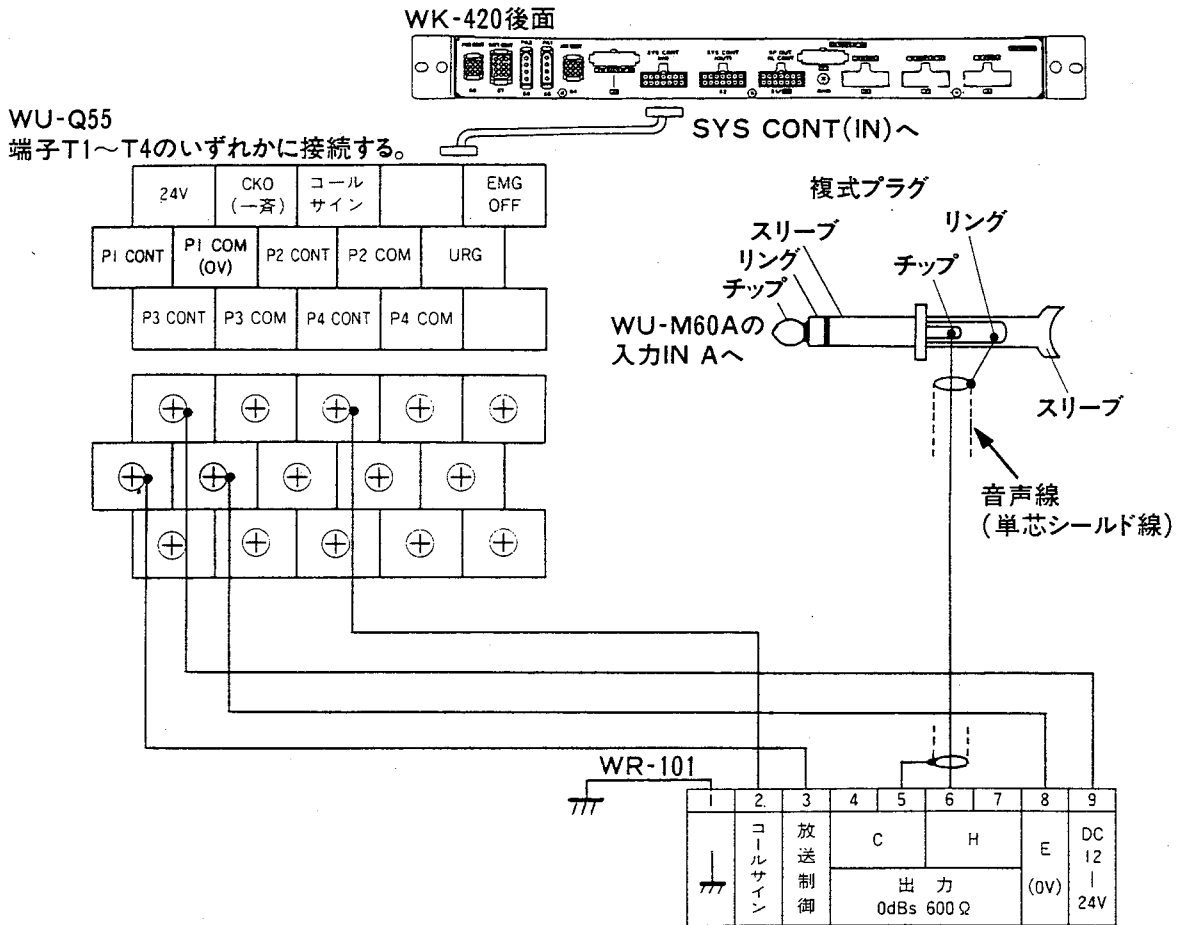 WK-420後面
SYS CONT
SYS CONT
SP OUT
WU-Q55
端子T1～T4のいずれかに接続する。
SYS CONT(IN)へ
24V
CKO
(一斉)
コール
サイン
EMG
OFF
P1 CONT
P1 COM
(0V)
P2 CONT
P2 COM
URG
P3 CONT
P3 COM
P4 CONT
P4 COM
複式プラグ
スリーブ
リング
チップ
チップ
リング
スリーブ
WU-M60Aの
入力IN Aへ
音声線
(単芯シールド線)
WR-101
1
2.
3
4
5
6
7
8
9
コールサイン
放送制御
C
H
出 力
0dBs 600Ω
E
(0V)
DC
12
|
24V